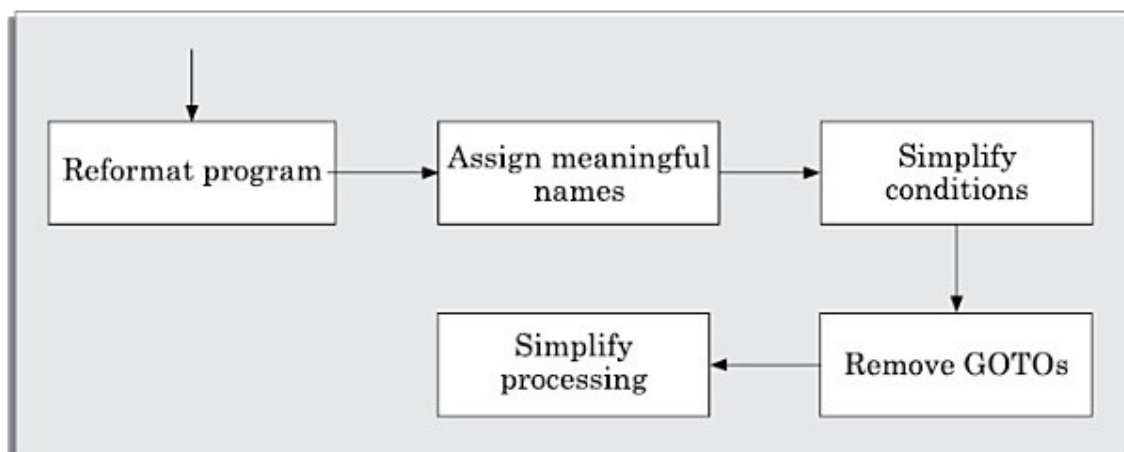 Reformat program
Assign meaningful
names
Simplify
conditions
Simplify
processing
Remove GOTOs